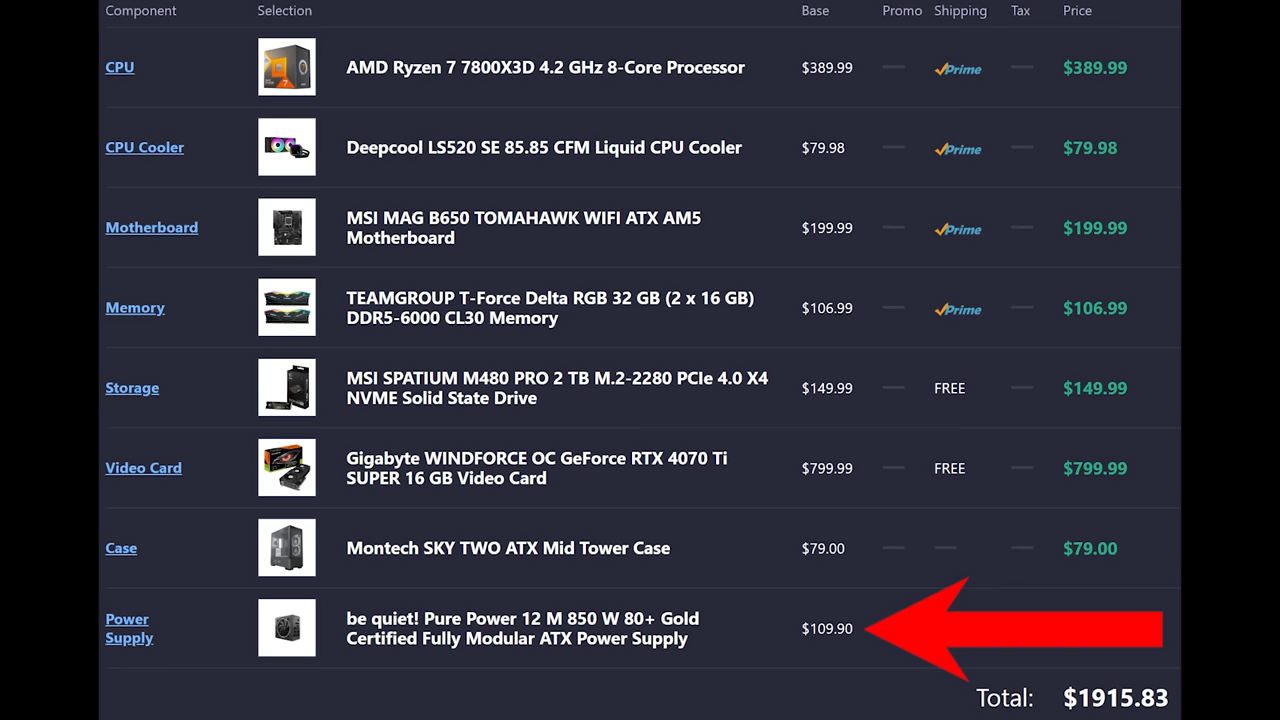 Component Selection Base Promo Shipping Tax Price
CPU AMD Ryzen 7 7800X3D 4.2 GHz 8-Core Processor $389.99 — Prime — $389.99
CPU Cooler Deepcool LS520 SE 85.85 CFM Liquid CPU Cooler $79.98 — Prime — $79.98
Motherboard MSI MAG B650 TOMAHAWK WIFI ATX AM5
Motherboard $199.99 — Prime — $199.99
Memory TEAMGROUP T-Force Delta RGB 32 GB (2 x 16 GB)
DDR5-6000 CL30 Memory $106.99 — Prime — $106.99
Storage MSI SPATIUM M480 PRO 2 TB M.2-2280 PCIe 4.0 X4
NVME Solid State Drive $149.99 — FREE — $149.99
Video Card Gigabyte WINDFORCE OC GeForce RTX 4070 Ti
SUPER 16 GB Video Card $799.99 — FREE — $799.99
Case Montech SKY TWO ATX Mid Tower Case $79.00 — — — $79.00
Power be quiet! Pure Power 12 M 850 W 80+ Gold
Supply Certified Fully Modular ATX Power Supply $109.90
Total: $1915.83